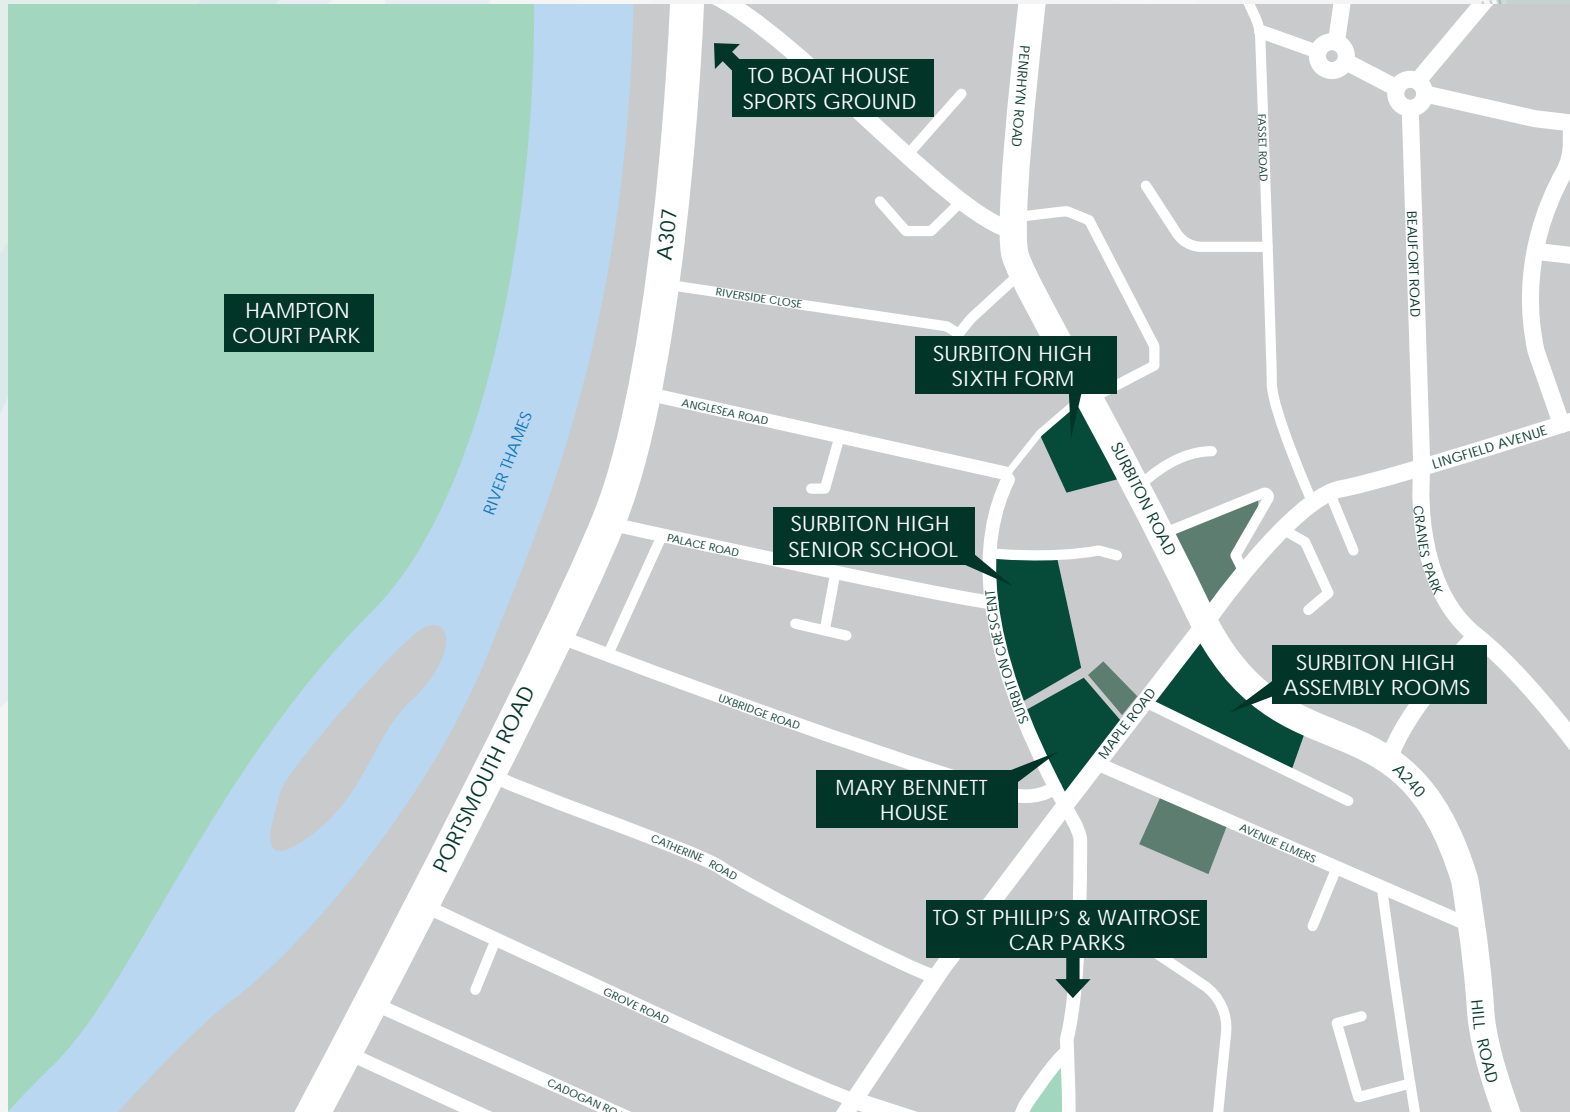 TO BOAT HOUSE
SPORTS GROUND
PENRHYN ROAD
FASSET ROAD
A307
BEAUFORT ROAD
RIVERSIDE CLOSE
HAMPTON
COURT PARK
SURBITON HIGH
SIXTH FORM
ANGLESEA ROAD
RIVER THAMES
LINGFIELD AVENUE
SURBITON ROAD
CRANES PARK
SURBITON HIGH
SENIOR SCHOOL
PALACE ROAD
SURBITON CRESCENT
SURBITON HIGH
ASSEMBLY ROOMS
UXBRIDGE ROAD
MAPLE ROAD
PORTSMOUTH ROAD
MARY BENNETT
HOUSE
A240
AVENUE ELMERS
CATHERINE ROAD
TO ST PHILIP'S & WAITROSE
CAR PARKS
GROVE ROAD
HILL ROAD
CADOGAN RO